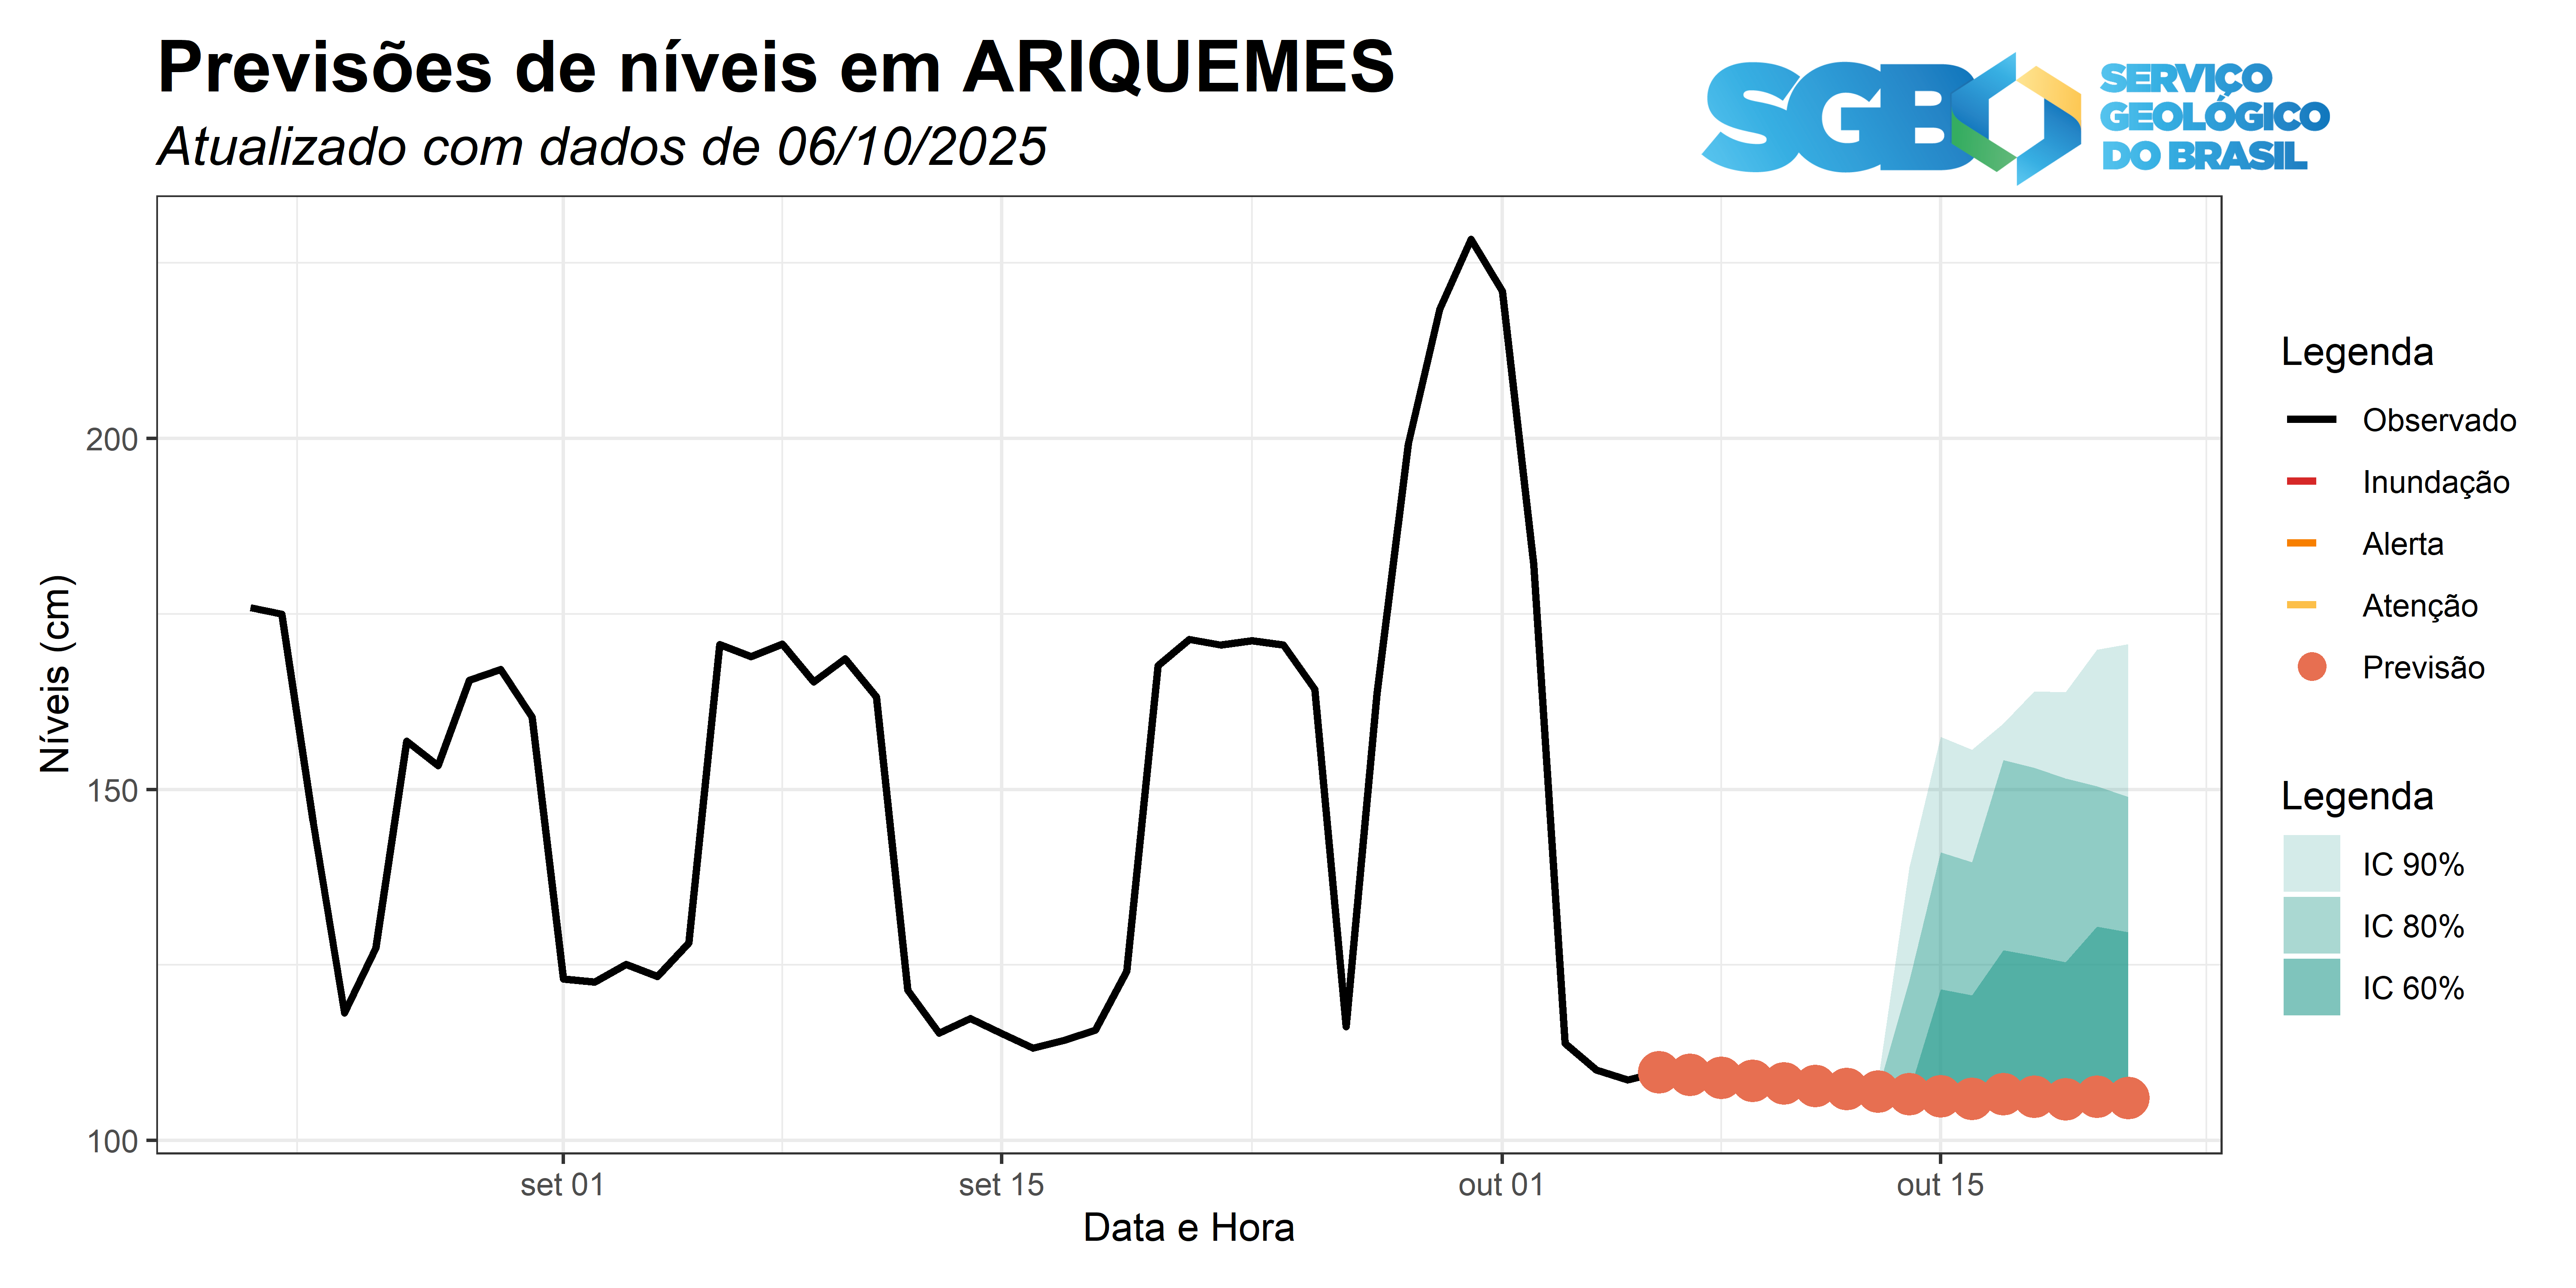 Previsões de níveis em ARIQUEMES
Atualizado com dados de 06/10/2025
SGB
SERVIÇO
GEOLÓGICO
DO BRASIL
Níveis (cm)
200
150
100
set 01
set 15
out 01
out 15
Data e Hora
Legenda
Observado
Inundação
Alerta
Atenção
Previsão
Legenda
IC 90%
IC 80%
IC 60%